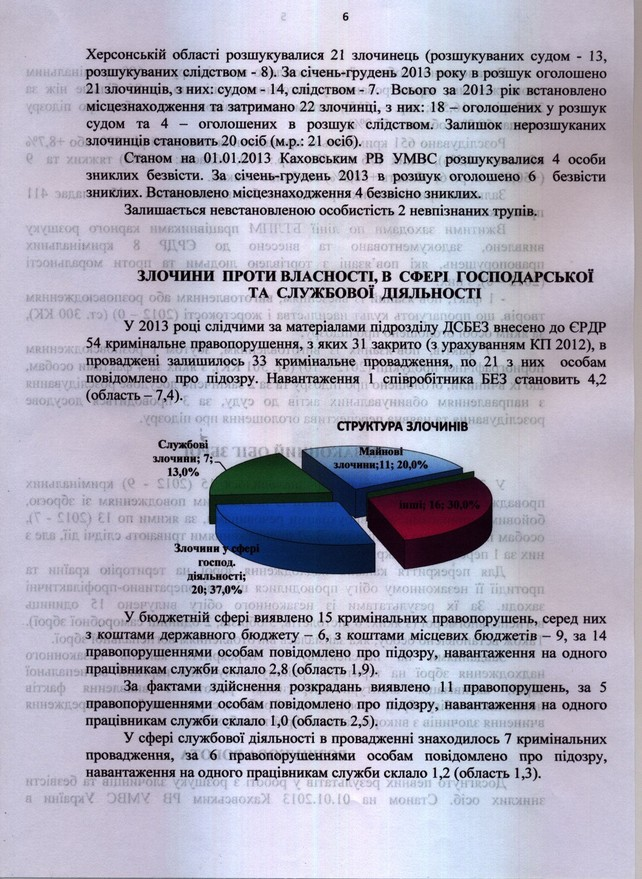 6
Херсонській області розшукувалися 21 злочинець (розшукуваних судом - 13,
розшукуваних слідством - 8). За січень-грудень 2013 року в розшук оголошено
21 злочинців, з них: судом - 14, слідством - 7. Всього за 2013 рік встановлено
місцезнаходження та затримано 22 злочинці, з них: 18 – оголошених у розшук
судом та 4 – оголошених в розшук слідством. Залишок нерозшуканих
злочинців становить 20 осіб (м.р.: 21 осіб).
Станом на 01.01.2013 Каховським РВ УМВС розшукувалися 4 особи
зниклих безвісти. За січень-грудень 2013 в розшук оголошено 6 безвісти
зниклих. Встановлено місцезнаходження 4 безвісно зниклих.
Залишається невстановленою особистість 2 невпізнаних трупів.
ЗЛОЧИНИ ПРОТИ ВЛАСНОСТІ, В СФЕРІ ГОСПОДАРСЬКОЇ
ТА СЛУЖБОВОЇ ДІЯЛЬНОСТІ
У 2013 році слідчими за матеріалами підрозділу ДСБЕЗ внесено до ЄРДР
54 кримінальне правопорушення, з яких 31 закрито (з урахуванням КП 2012), в
проваджені залишилось 33 кримінальне провадження, по 21 з них особам
повідомлено про підозру. Навантаження 1 співробітника БЕЗ становить 4,2
(область – 7,4).
СТРУКТУРА ЗЛОЧИНІВ
Службові
злочини; 7;
13,0%
Майнові
злочини;11; 20,0%
інші; 16; 30,0%
Злочини у сфері
господ.
діяльності;
20; 37,0%
У бюджетній сфері виявлено 15 кримінальних правопорушень, серед них
з коштами державного бюджету – 6, з коштами місцевих бюджетів – 9, за 14
правопорушеннями особам повідомлено про підозру, навантаження на одного
працівникам служби склало 2,8 (область 1,9).
За фактами здійснення розкрадань виявлено 11 правопорушень, за 5
правопорушеннями особам повідомлено про підозру, навантаження на одного
працівникам служби склало 1,0 (область 2,5).
У сфері службової діяльності в провадженні знаходилось 7 кримінальних
провадження, за 6 правопорушеннями особам повідомлено про підозру,
навантаження на одного працівникам служби склало 1,2 (область 1,3).